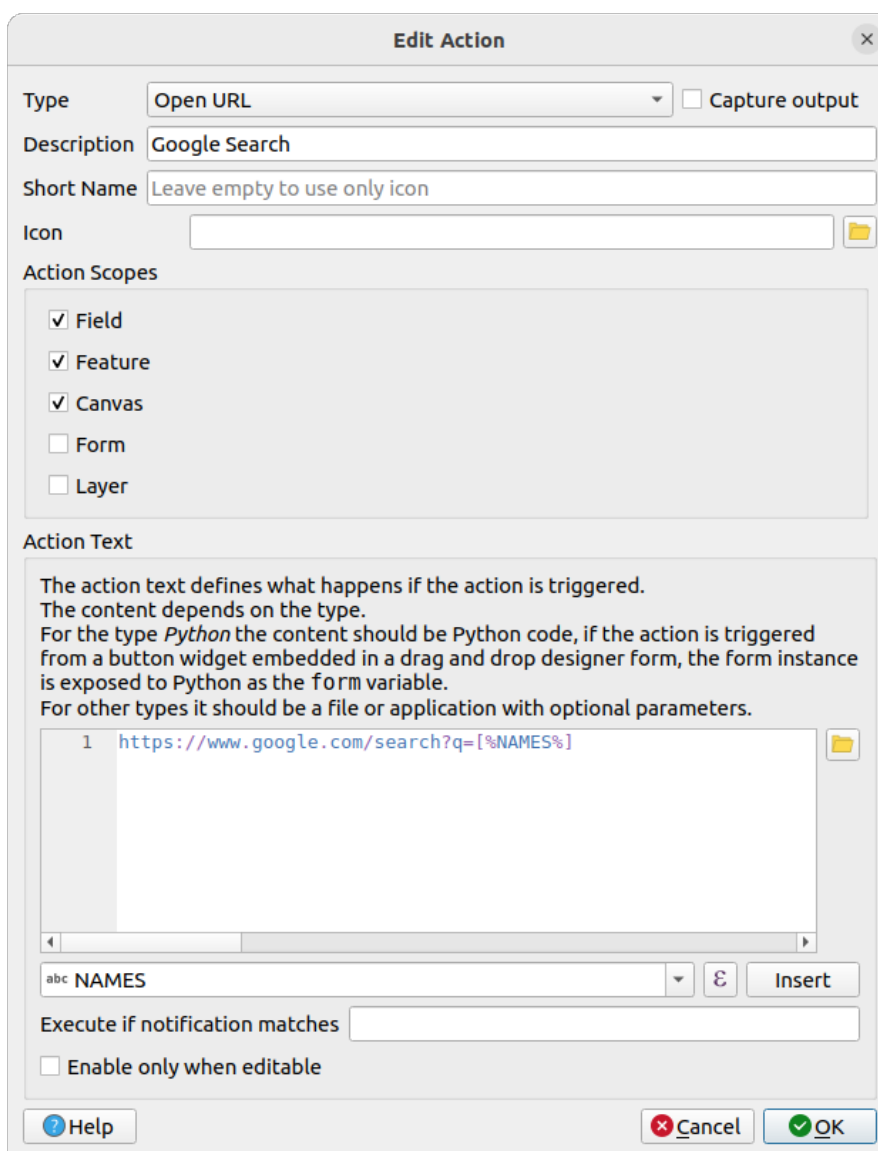 Edit Action
Type Open URL Capture output
Description Google Search
Short Name Leave empty to use only icon
Icon
Action Scopes
Field
Feature
Canvas
Form
Layer
Action Text
The action text defines what happens if the action is triggered.
The content depends on the type.
For the type Python the content should be Python code, if the action is triggered
from a button widget embedded in a drag and drop designer form, the form instance
is exposed to Python as the form variable.
For other types it should be a file or application with optional parameters.
1 https://www.google.com/search?q=[%NAMES%]
abc NAMES ε Insert
Execute if notification matches
Enable only when editable
Help Cancel OK